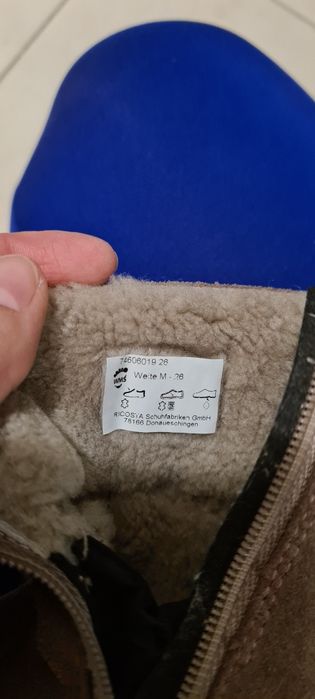 74606019 26
WMS
Weite M - 26
RICOSTA Schuhfabriken GmbH
78166 Donaueschingen